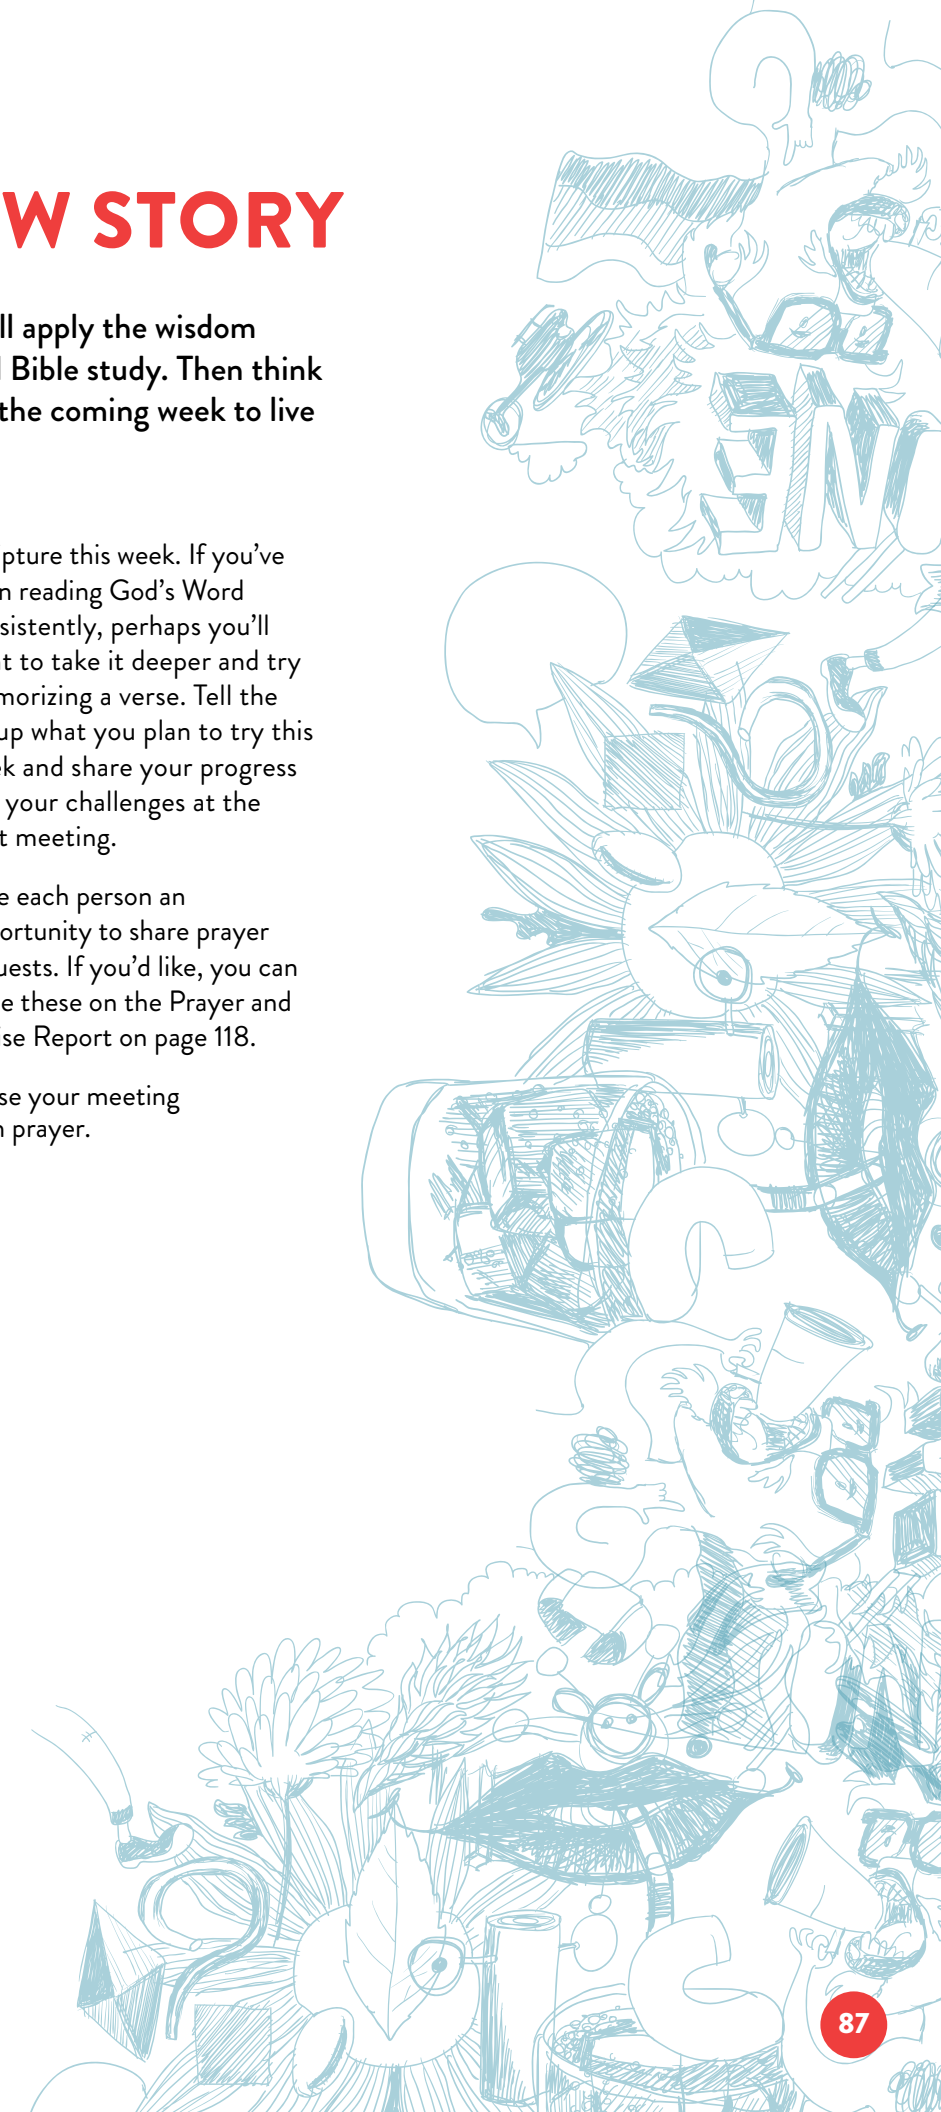 W STORY
ll apply the wisdom
Bible study. Then think
the coming week to live
pture this week. If you've
n reading God's Word
sistently, perhaps you'll
t to take it deeper and try
morizing a verse. Tell the
up what you plan to try this
ek and share your progress
your challenges at the
t meeting.
e each person an
ortunity to share prayer
uests. If you'd like, you can
e these on the Prayer and
ise Report on page 118.
se your meeting
n prayer.
87